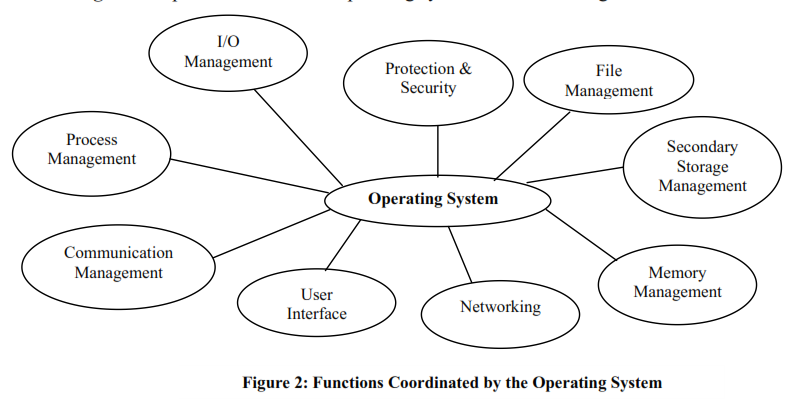 I/O
Management
Protection &
Security
File
Management
Process
Management
Secondary
Storage
Management
Operating System
Communication
Management
Memory
Management
User
Interface
Networking
Figure 2: Functions Coordinated by the Operating System